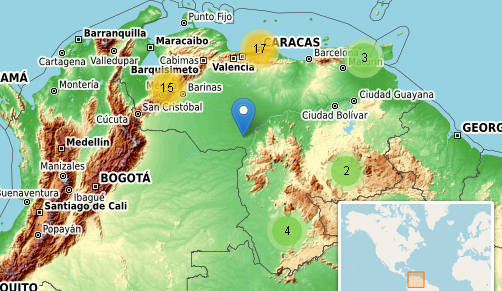 Punto Fijo
Barranquilla
Maracaibo
CARACAS
17
Cartagena
Valledupar
Cabimas
Valencia
Barcelona
3
Barquisimeto
AMÁ
Montería
15
Barinas
Ciudad Guayana
San Cristóbal
Ciudad Bolívar
Cúcuta
GEORG
Medellín
Manizales
2
BOGOTÁ
Buenaventura
Ibagué
Santiago de Cali
Popayán
4
QUITO